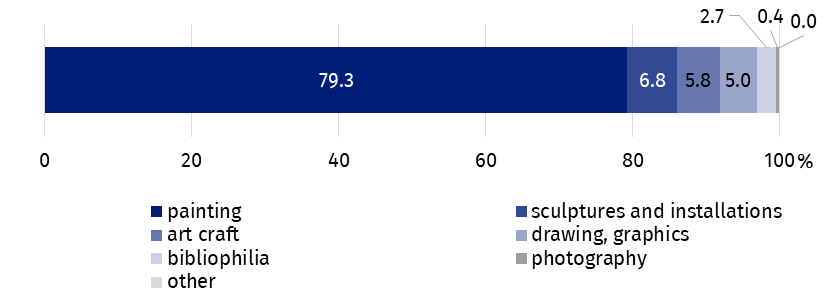 2.7 0.4 0.0
79.3 6.8 5.8 5.0
0 20 40 60 80 100 %
painting sculptures and installations
art craft drawing, graphics
bibliophilia photography
other